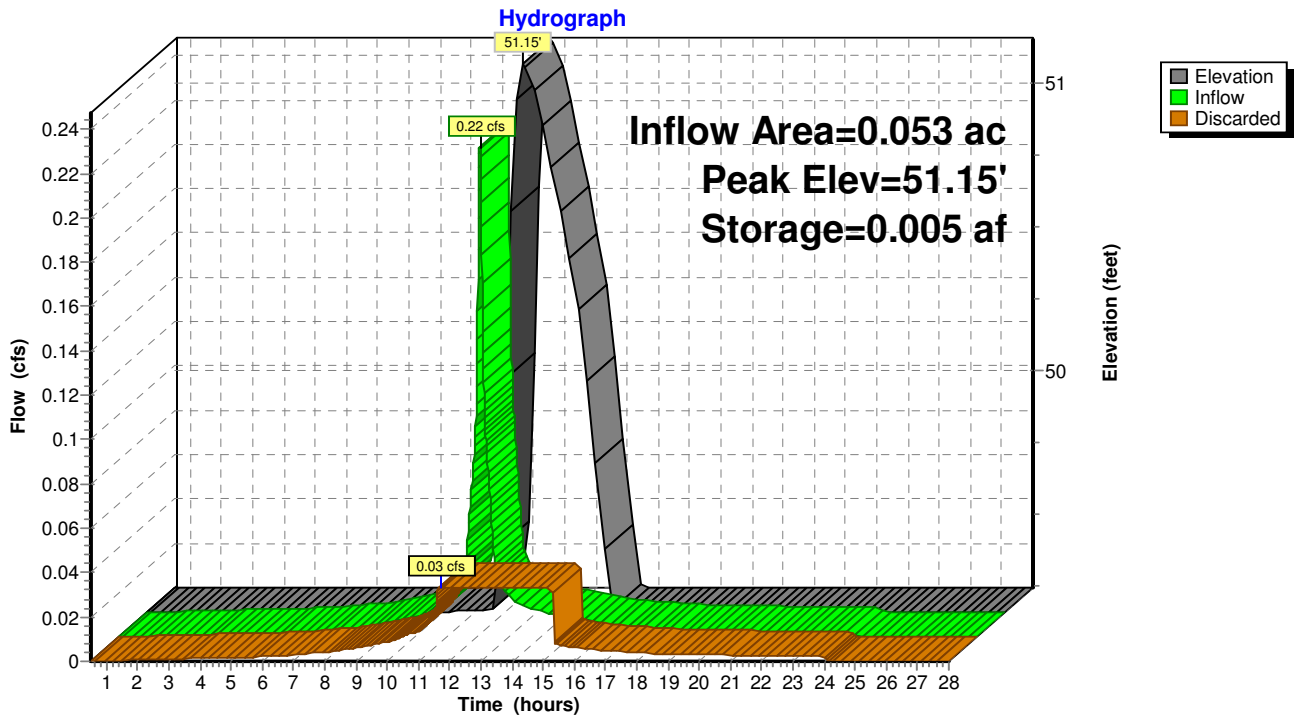 Hydrograph
51.15'
0.22 cfs
0.03 cfs
Inflow Area=0.053 ac
Peak Elev=51.15'
Storage=0.005 af
Elevation
Inflow
Discarded
Flow (cfs)
0.24
0.22
0.2
0.18
0.16
0.14
0.12
0.1
0.08
0.06
0.04
0.02
0
51
50
Elevation (feet)
1 2 3 4 5 6 7 8 9 10 11 12 13 14 15 16 17 18 19 20 21 22 23 24 25 26 27 28
Time (hours)